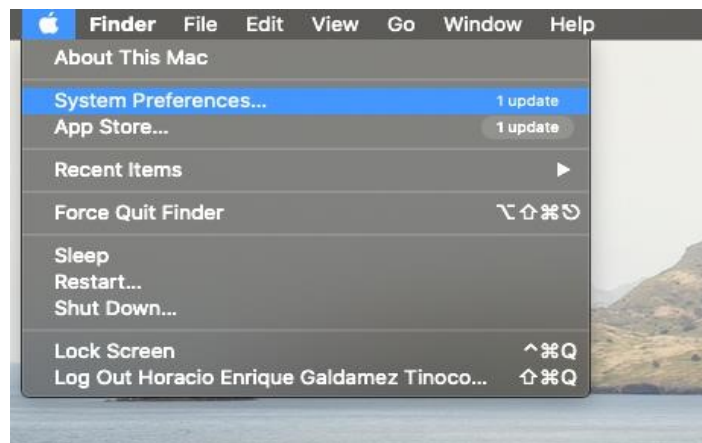 Finder File Edit View Go Window Help
About This Mac
System Preferences... 1 update
App Store... 1 update
Recent Items ▶
Force Quit Finder ⌥⇧⌘⎋
Sleep
Restart...
Shut Down...
Lock Screen ^⌘Q
Log Out Horacio Enrique Galdamez Tinoco... ⇧⌘Q